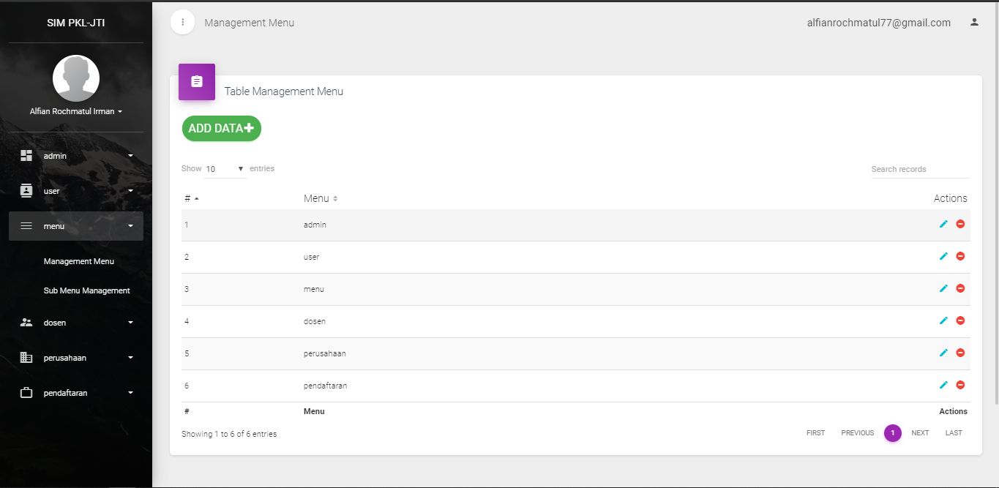 SIM PKL-JTI
Alfian Rochmatul Irman
admin
user
menu
Management Menu
Sub Menu Management
dosen
perusahaan
pendaftaran
Management Menu
alfianrochmatul77@gmail.com
Table Management Menu
ADD DATA+
Show 10 entries
Search records
# Menu Actions
1 admin
2 user
3 menu
4 dosen
5 perusahaan
6 pendaftaran
# Menu Actions
Showing 1 to 6 of 6 entries
FIRST PREVIOUS 1 NEXT LAST